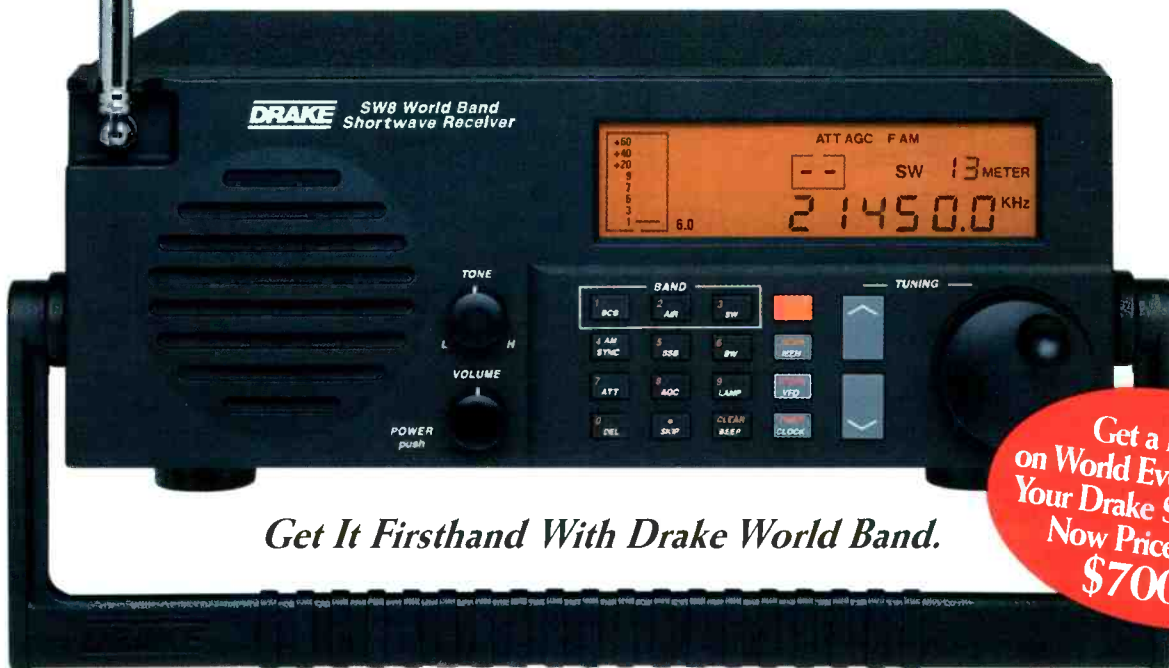 DRAKE SW8 World Band
Shortwave Receiver
+60
+40
+20
9
7
5
3
1
6.0
ATT AGC F AM
-- SW 13 METER
21450.0 KHz
TONE
L H
VOLUME
POWER
push
BAND
TUNING
1 BCB
2 AIR
3 SW
4 AM SYNC
5 SSB
6 BW
MEM
7 ATT
8 AGC
9 LAMP
VFO
0 DEL
• SKIP
CLEAR BEEP
CLOCK
Get It Firsthand With Drake World Band.
Get a
on World
Your Drake
Now
$700
DRAKE